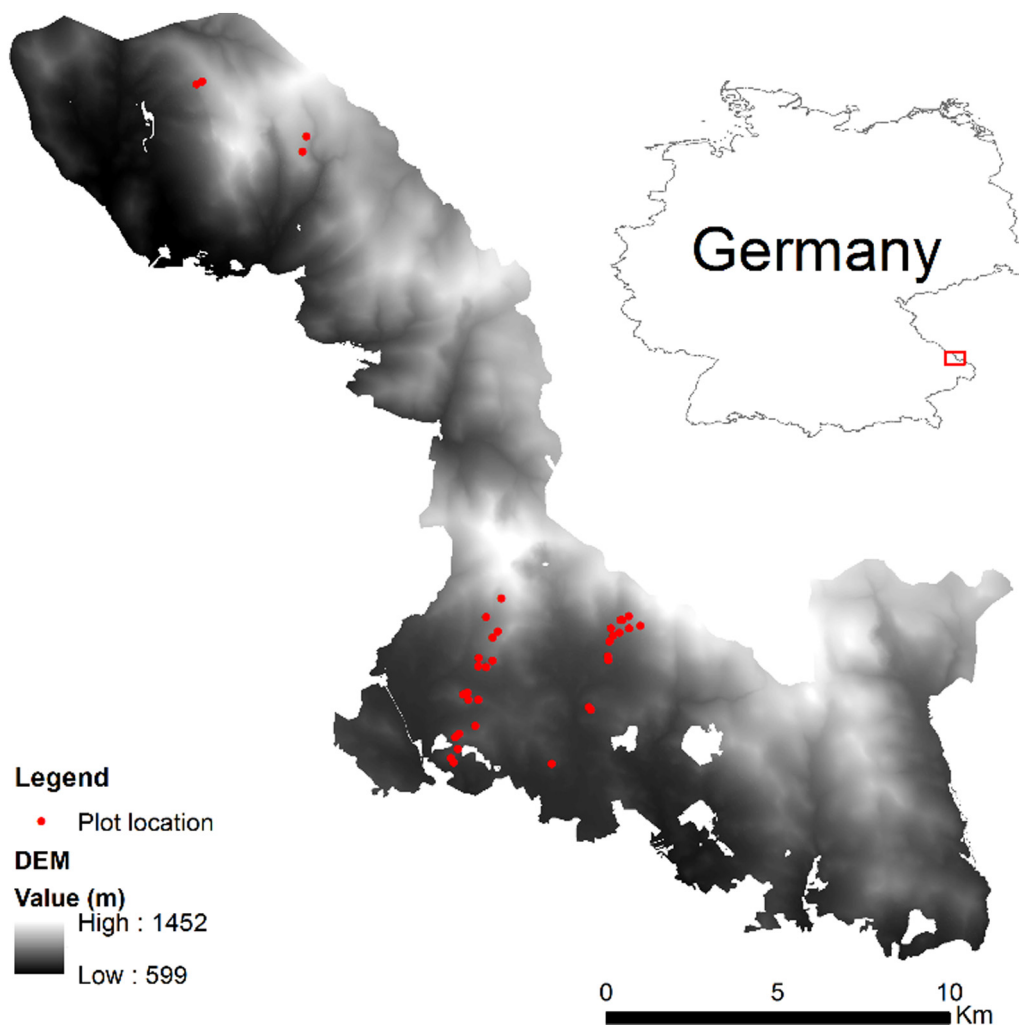 Germany
Legend
Plot location
DEM
Value (m)
High : 1452
Low : 599
0 5 10
Km